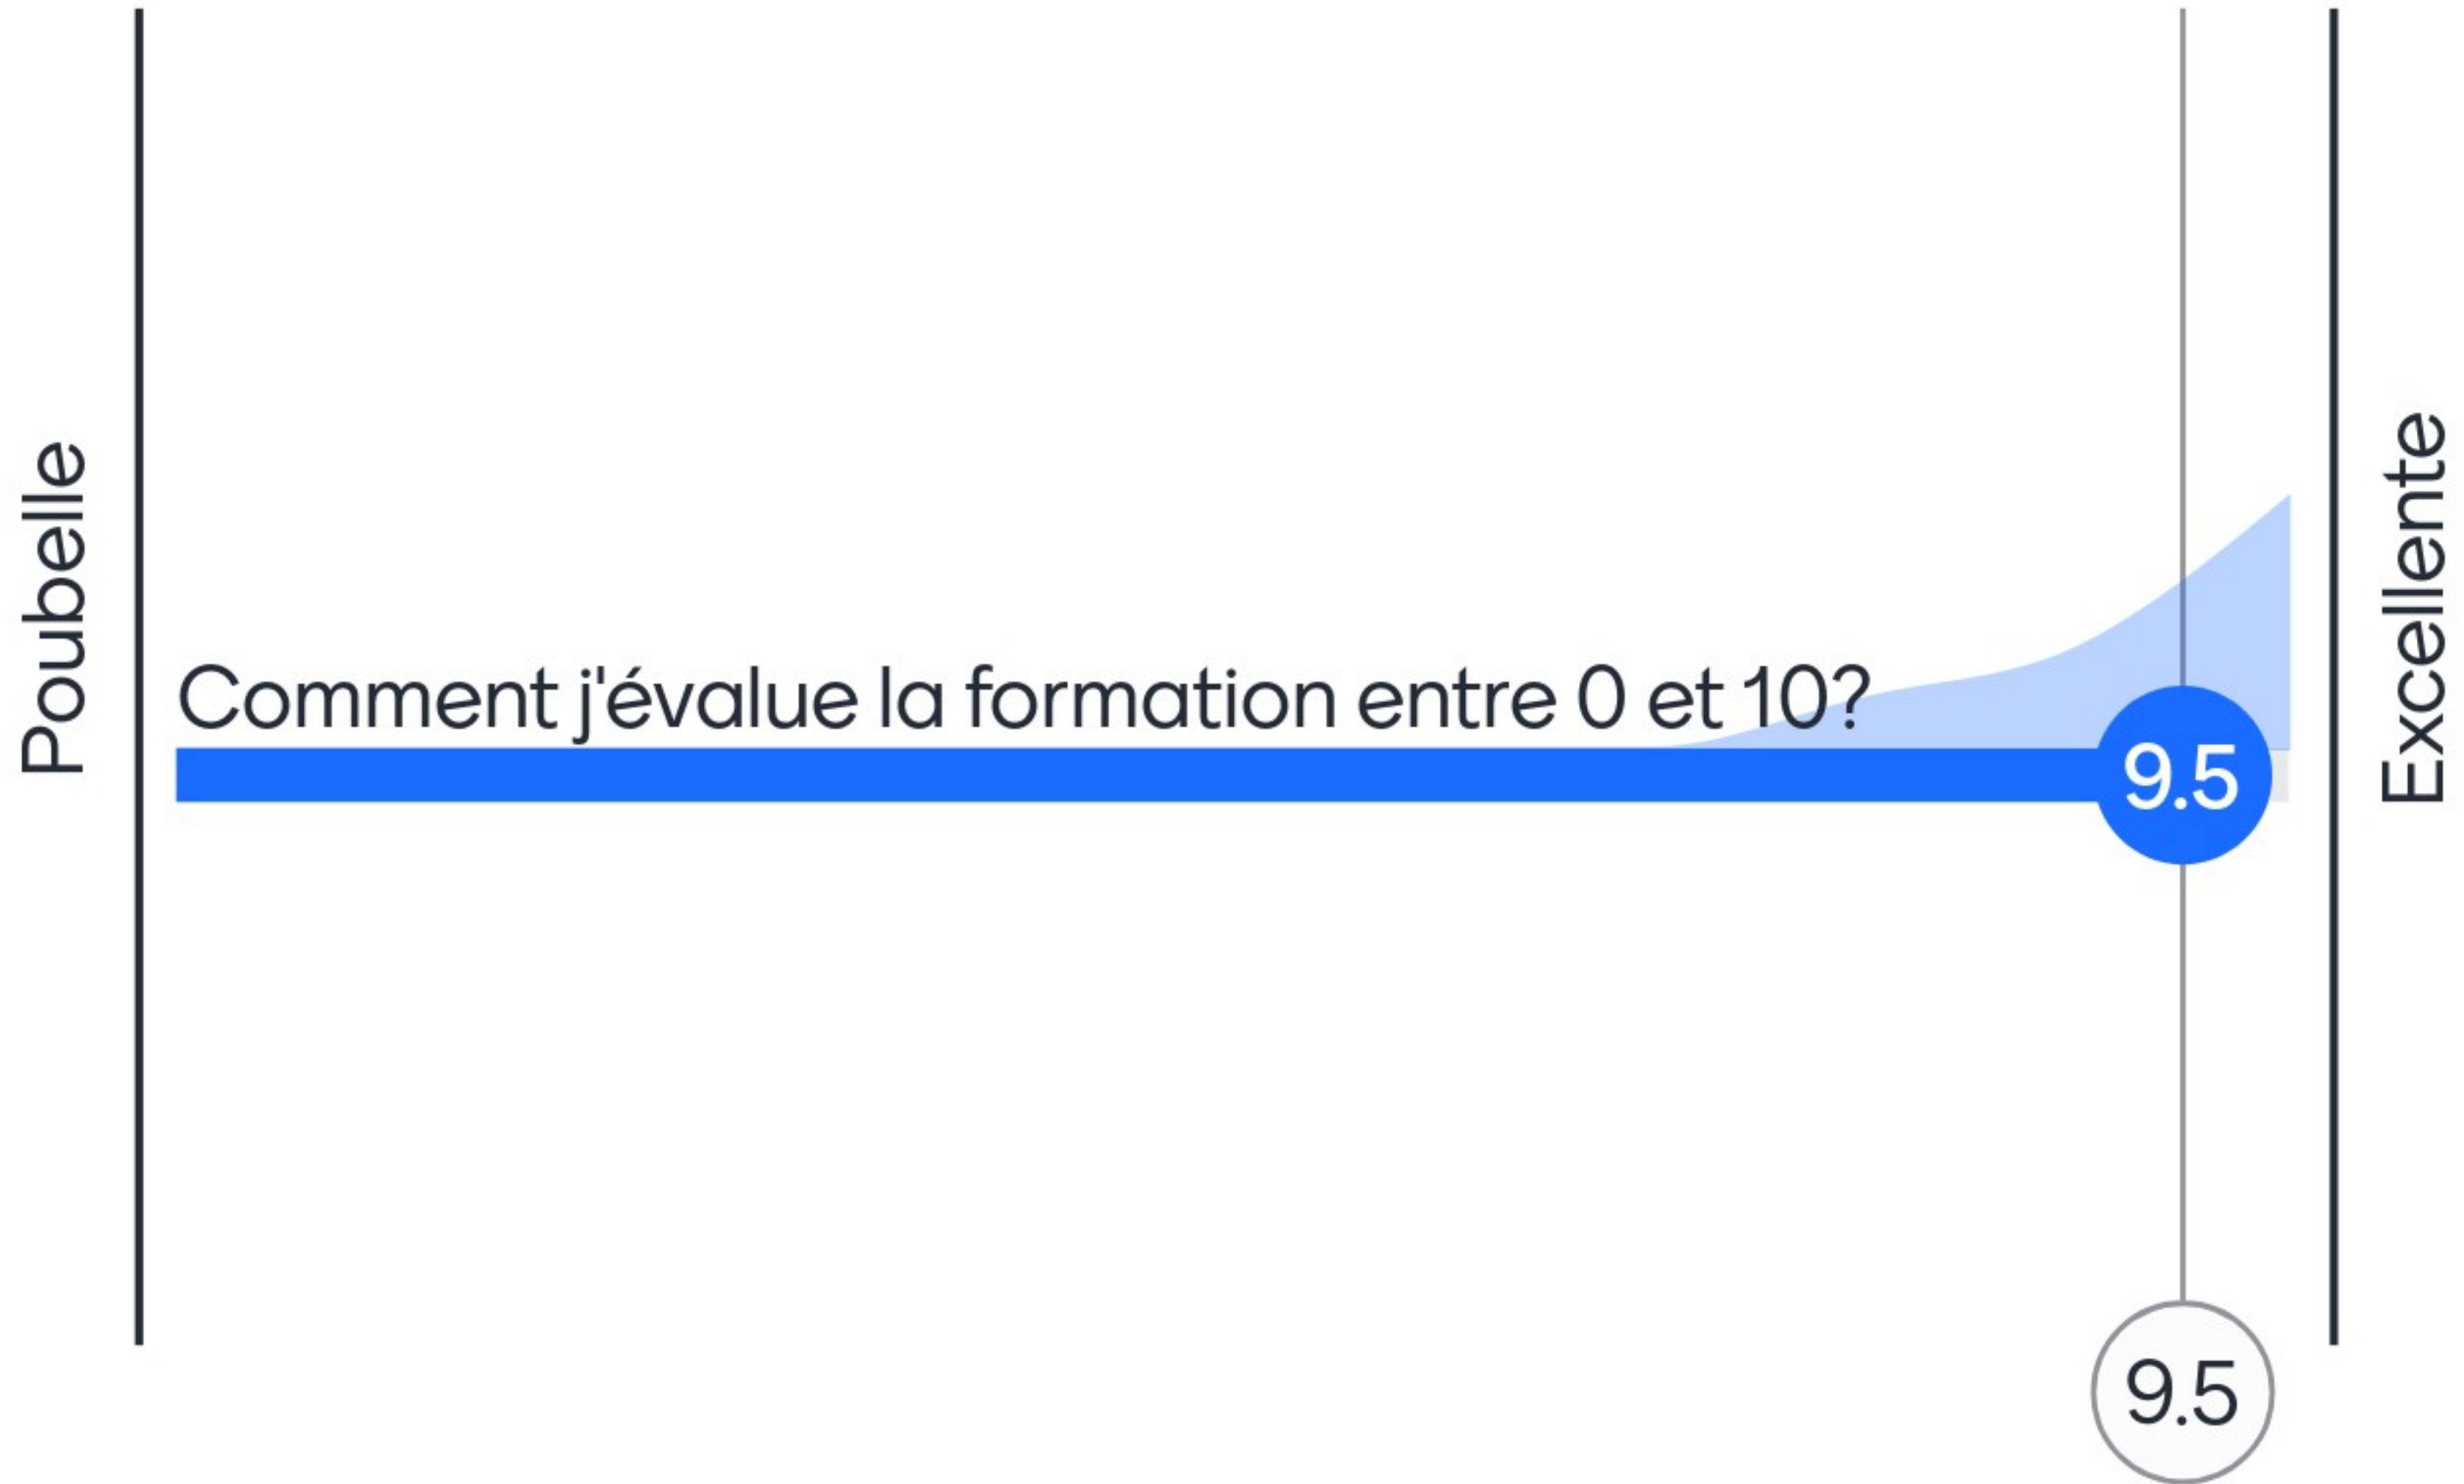 Poubelle
Comment j'évalue la formation entre 0 et 10?
9.5
Excellente
9.5